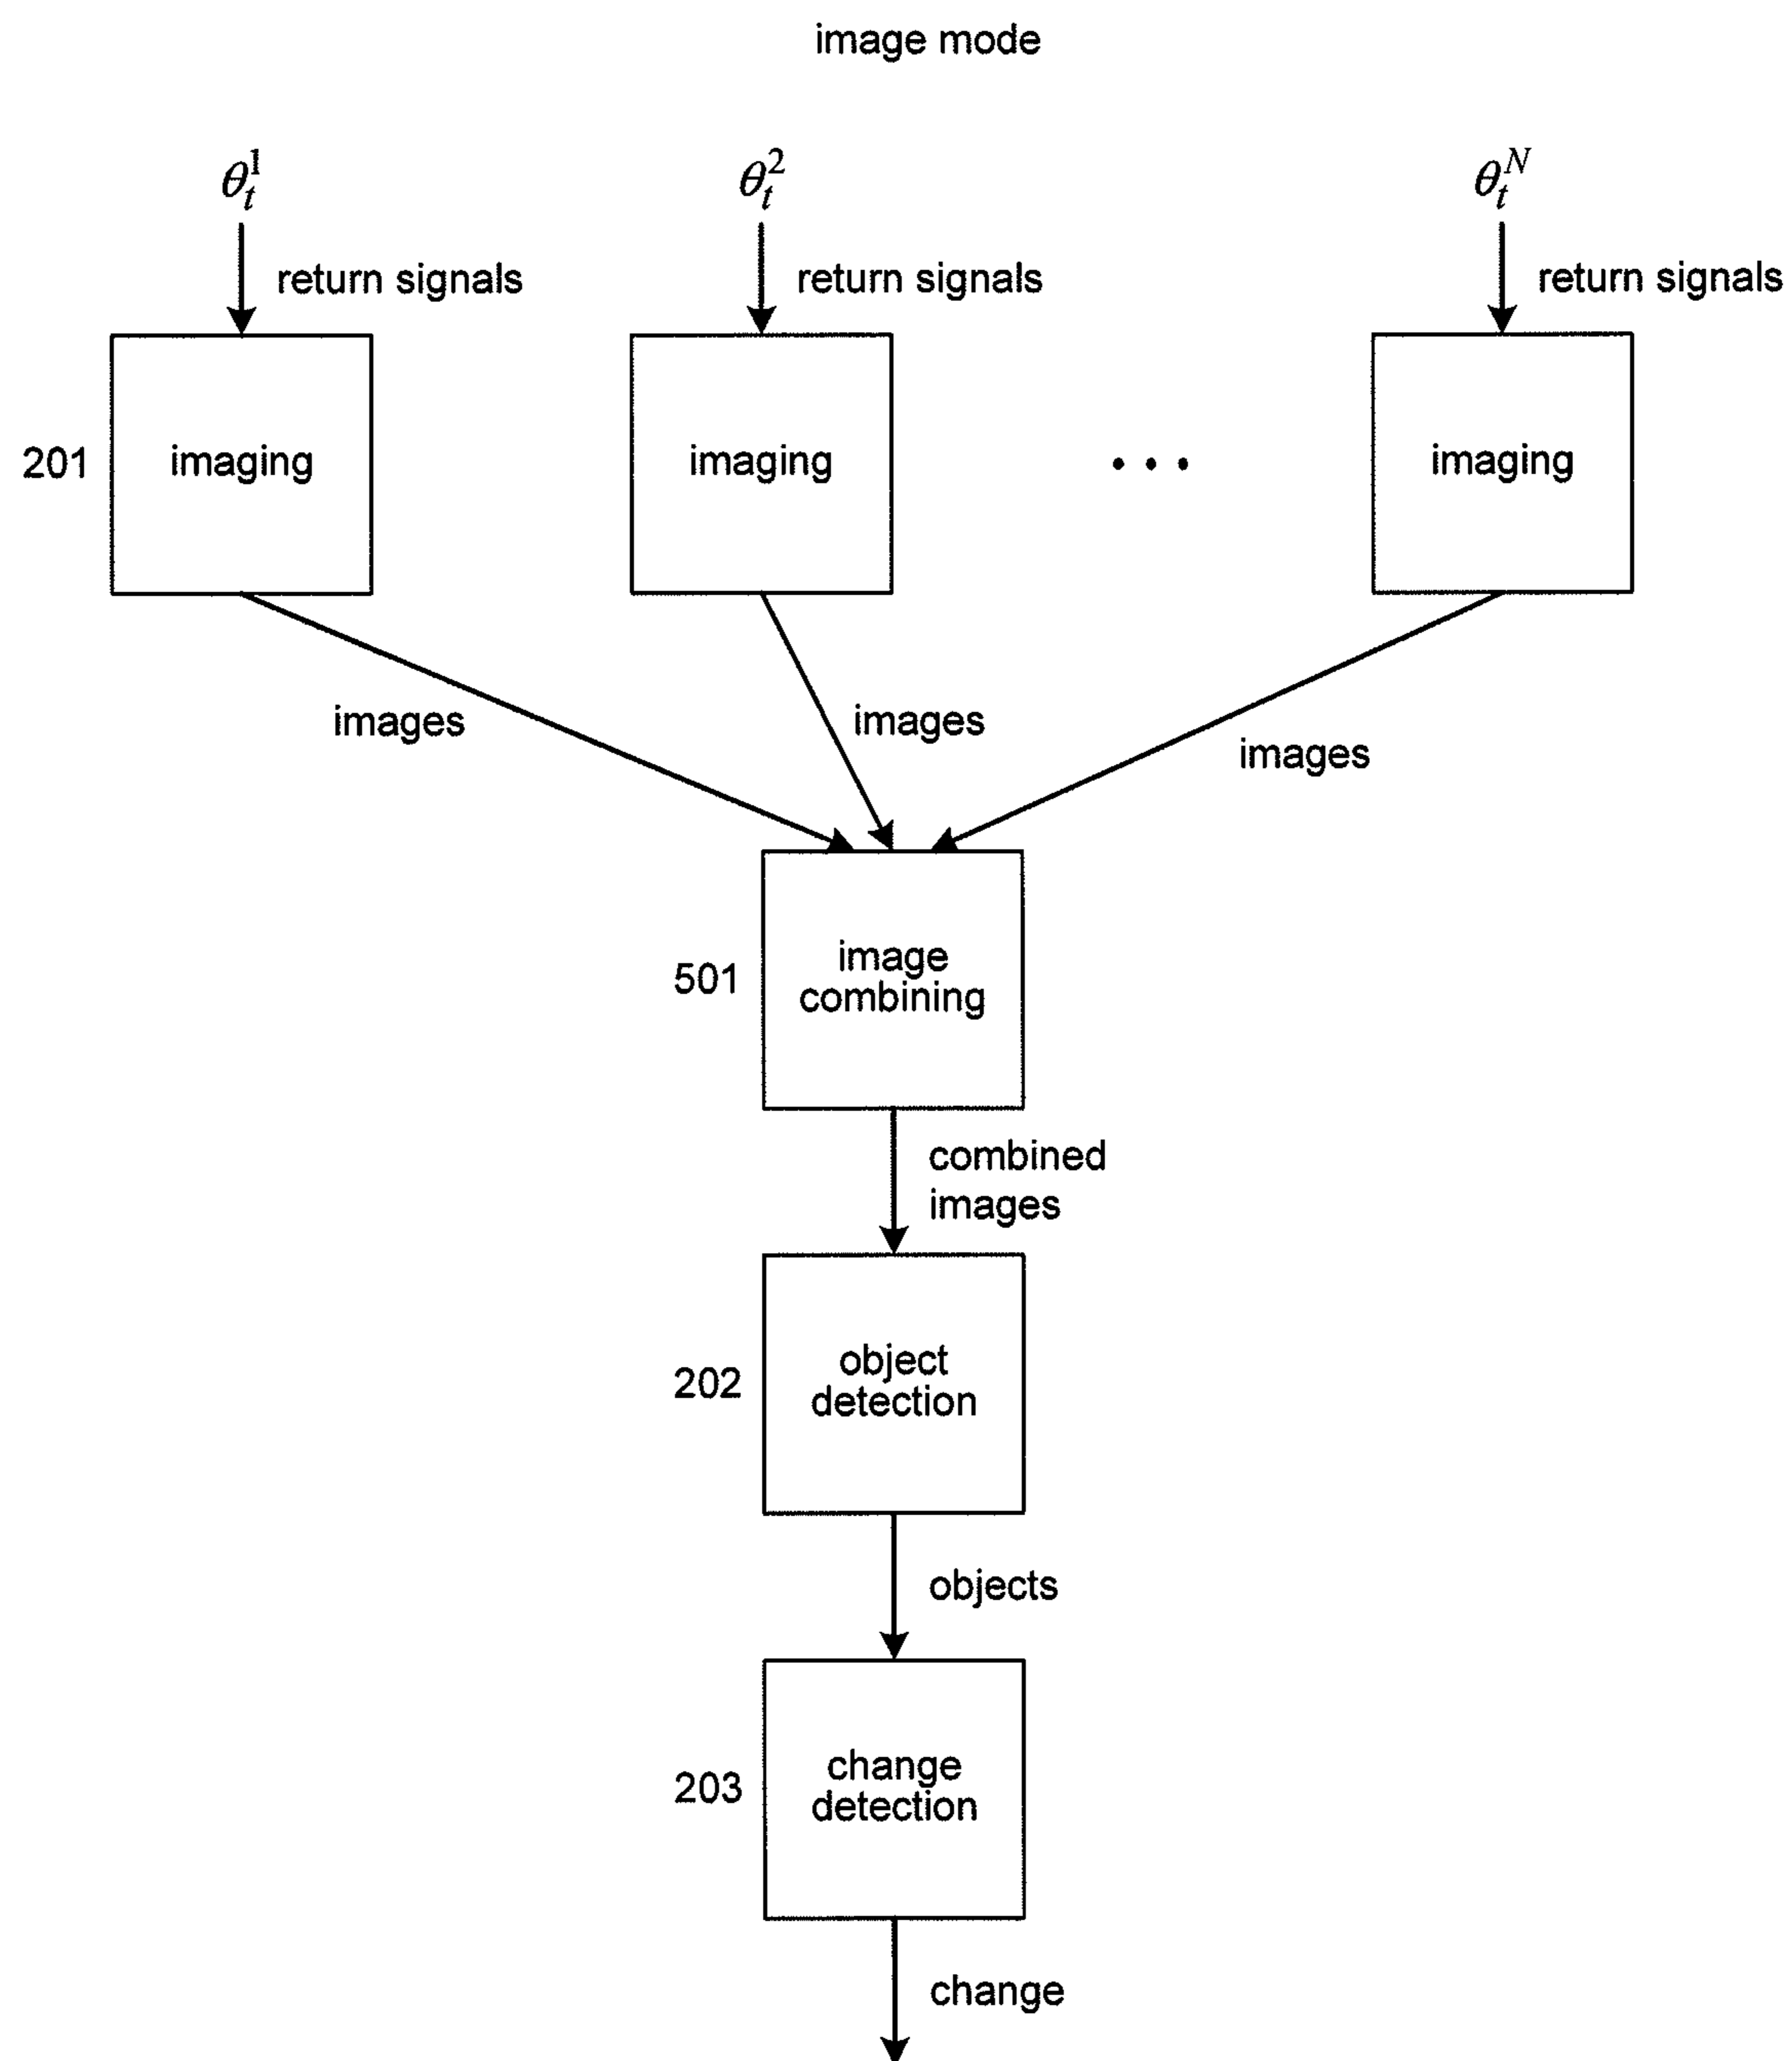 image mode
θ_t^1 θ_t^2 θ_t^N
return signals return signals return signals
201 imaging imaging • • • imaging
images images images
501 image
combining
combined
images
202 object
detection
objects
203 change
detection
change